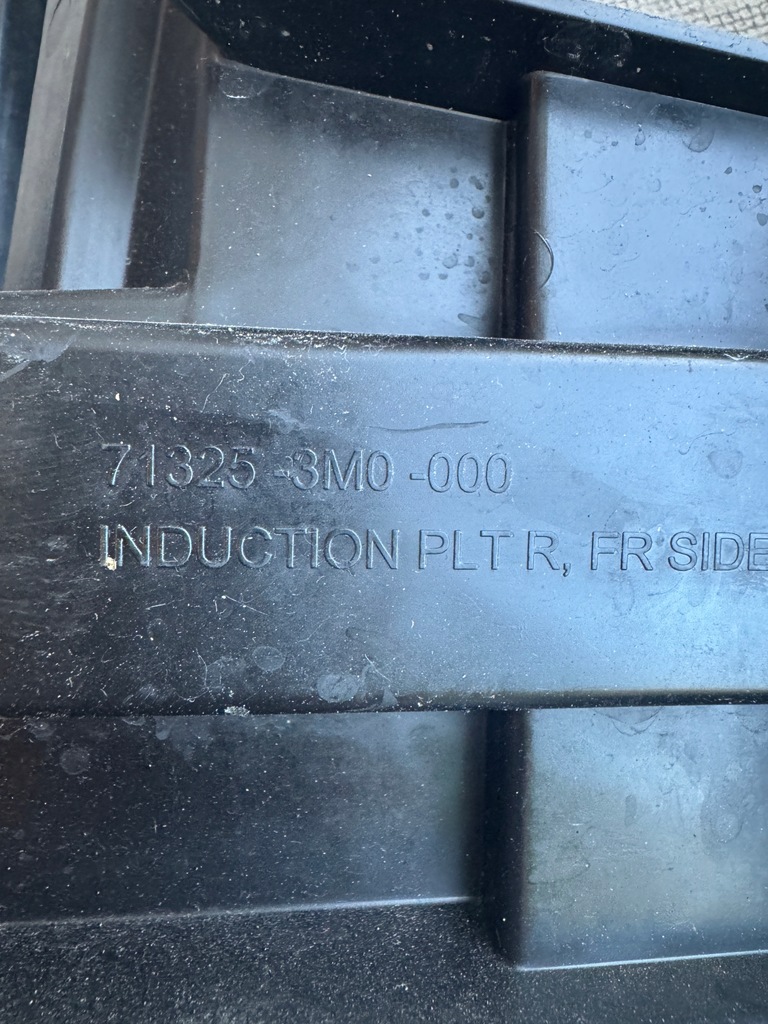 71325-3M0-000
INDUCTION PLT R, FR SIDE